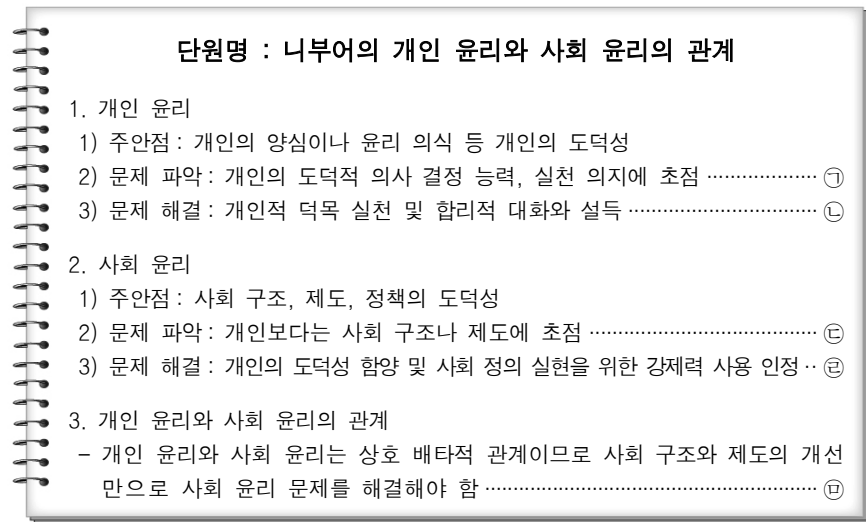 단원명 : 니부어의 개인 윤리와 사회 윤리의 관계
1. 개인 윤리
1) 주안점 : 개인의 양심이나 윤리 의식 등 개인의 도덕성
2) 문제 파악 : 개인의 도덕적 의사 결정 능력, 실천 의지에 초점 ··················· ㉠
3) 문제 해결 : 개인적 덕목 실천 및 합리적 대화와 설득 ································ ㉡
2. 사회 윤리
1) 주안점 : 사회 구조, 제도, 정책의 도덕성
2) 문제 파악 : 개인보다는 사회 구조나 제도에 초점 ······································· ㉢
3) 문제 해결 : 개인의 도덕성 함양 및 사회 정의 실현을 위한 강제력 사용 인정 ·· ㉣
3. 개인 윤리와 사회 윤리의 관계
- 개인 윤리와 사회 윤리는 상호 배타적 관계이므로 사회 구조와 제도의 개선
만으로 사회 윤리 문제를 해결해야 함 ························································· ㉤